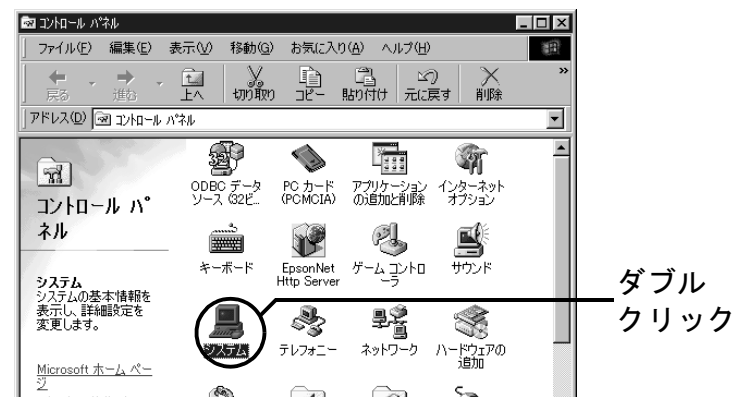 コントロール パネル
ファイル(F) 編集(E) 表示(V) 移動(G) お気に入り(A) ヘルプ(H)
戻る 進む 上へ 切り取り コピー 貼り付け 元に戻す 削除 »
アドレス(D) コントロール パネル
コントロール パ
ネル
システム
システムの基本情報を
表示し、詳細設定を
変更します。
Microsoft ホーム ペー
ジ
ODBC データ
ソース (32ビ...
PC カード
(PCMCIA)
アプリケーション
の追加と削除
インターネット
オプション
キーボード
EpsonNet
Http Server
ゲーム コントロ
ーラ
サウンド
システム
テレフォニー
ネットワーク
ハードウェアの
追加
ダブル
クリック